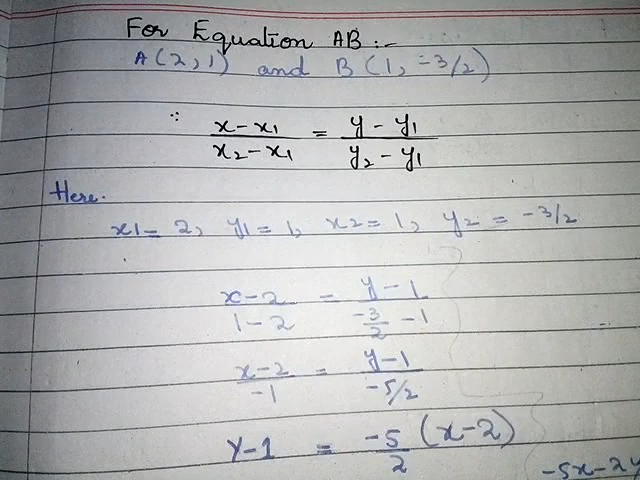 For Equation AB :-
A(2,1) and B(1, -3/2)
∵ (x-x1)/(x2-x1) = (y-y1)/(y2-y1)
Here.
x1 = 2, y1 = 1, x2 = 1, y2 = -3/2
(x-2)/(1-2) = (y-1)/(-3/2 -1)
(x-2)/-1 = (y-1)/(-5/2)
y-1 = -5/2 (x-2)
-5x-2y